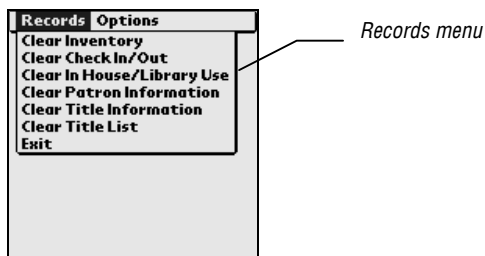 Records Options
Records menu
Clear Inventory
Clear Check In/Out
Clear In House/Library Use
Clear Patron Information
Clear Title Information
Clear Title List
Exit